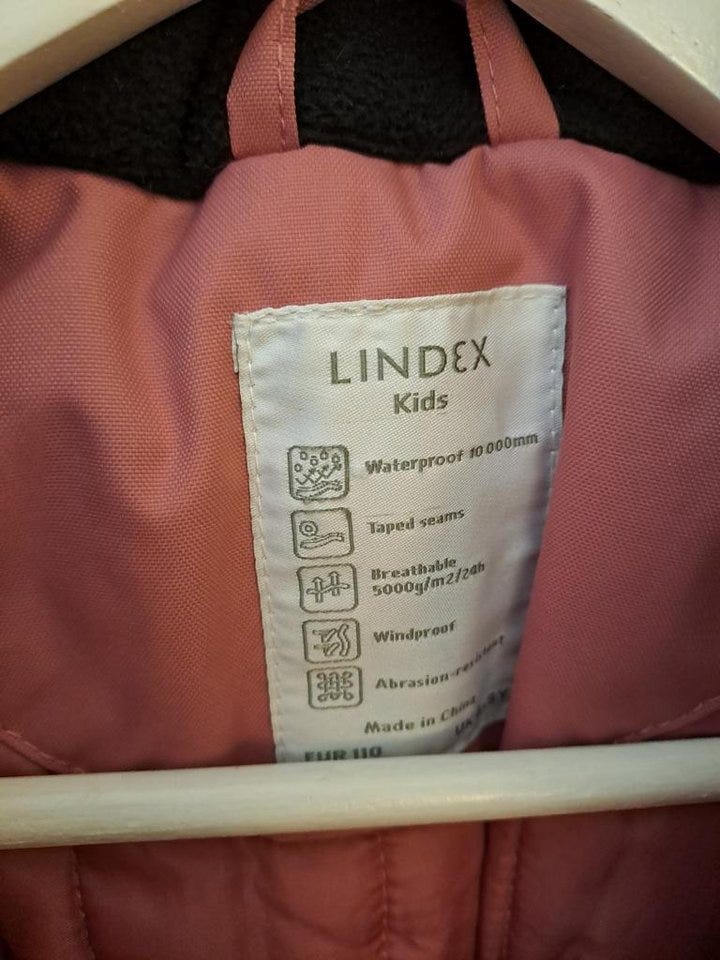 LINDEX
Kids
Waterproof 10 000mm
Taped seams
Breathable
5000g/m2/24h
Windproof
Abrasion-resistant
Made in China
EUR 110
UK